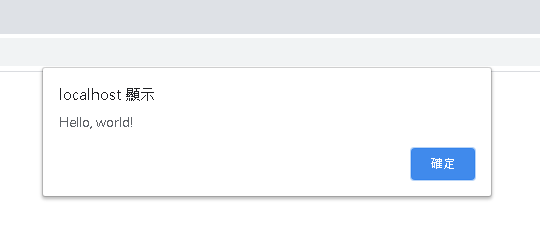 localhost 顯示
Hello, world!
確定